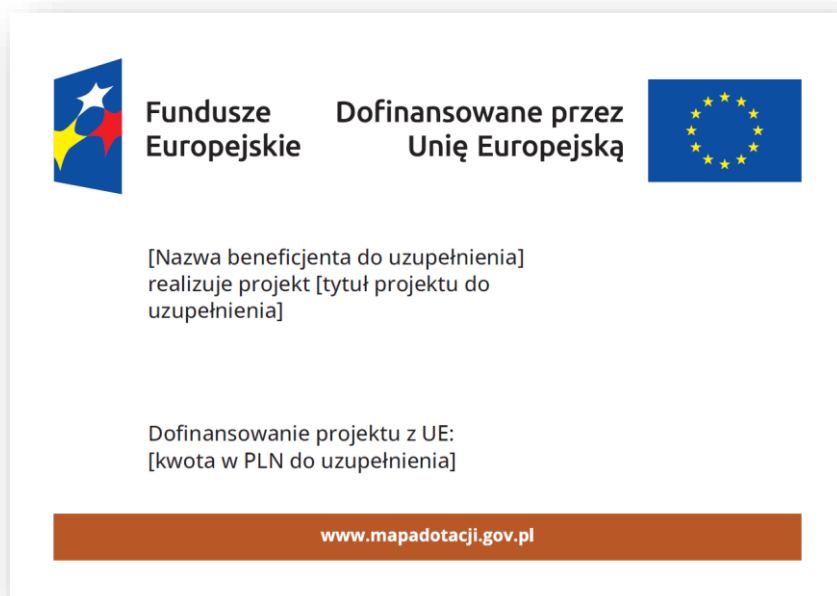 Fundusze
Europejskie
Dofinansowane przez
Unię Europejską
[Nazwa beneficjenta do uzupełnienia]
realizuje projekt [tytuł projektu do
uzupełnienia]
Dofinansowanie projektu z UE:
[kwota w PLN do uzupełnienia]
www.mapadotacji.gov.pl